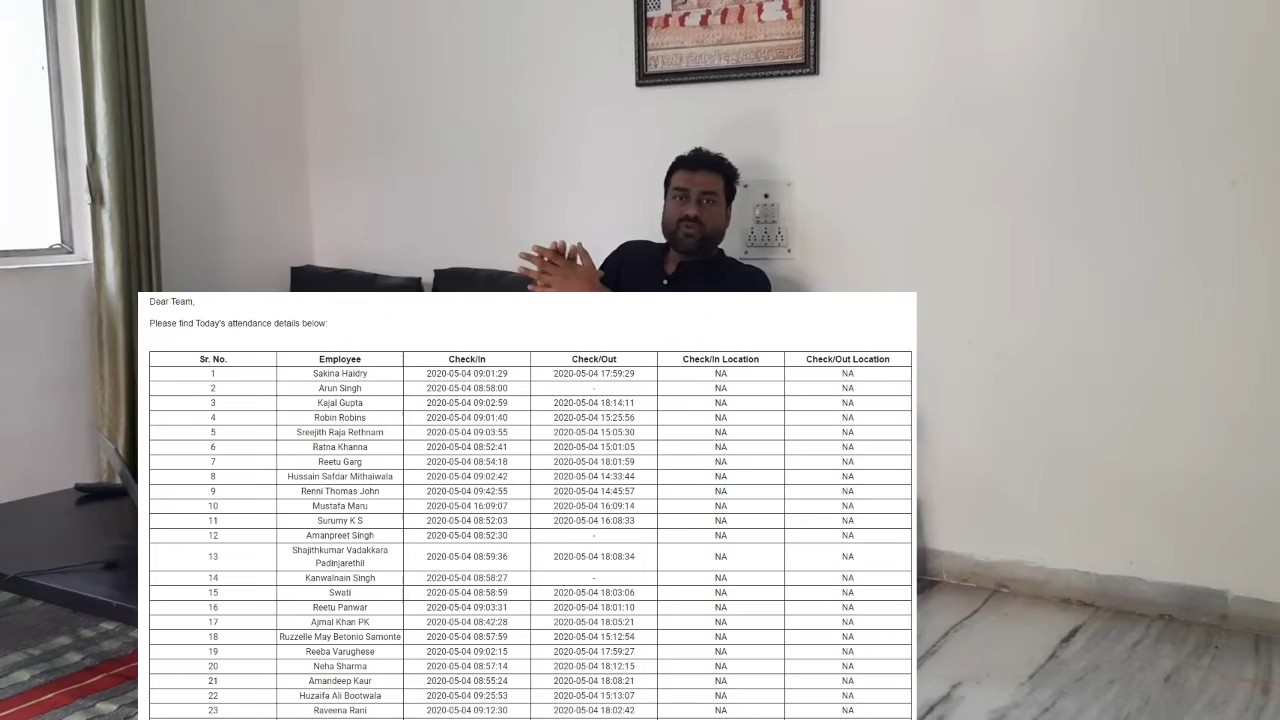 Dear Team,
Please find Today's attendance details below:
Sr. No. Employee Check/In Check/Out Check/In Location Check/Out Location
1 Sakina Haidry 2020-05-04 09:01:29 2020-05-04 17:59:29 NA NA
2 Arun Singh 2020-05-04 08:58:00 - NA NA
3 Kajal Gupta 2020-05-04 09:02:59 2020-05-04 18:14:11 NA NA
4 Robin Robins 2020-05-04 09:01:40 2020-05-04 15:25:56 NA NA
5 Sreejith Raja Rethnam 2020-05-04 09:03:55 2020-05-04 15:05:30 NA NA
6 Ratna Khanna 2020-05-04 08:52:41 2020-05-04 15:01:05 NA NA
7 Reetu Garg 2020-05-04 08:54:18 2020-05-04 18:01:59 NA NA
8 Hussain Safdar Mithaiwala 2020-05-04 09:02:42 2020-05-04 14:33:44 NA NA
9 Renni Thomas John 2020-05-04 09:42:55 2020-05-04 14:45:57 NA NA
10 Mustafa Maru 2020-05-04 16:09:07 2020-05-04 16:09:14 NA NA
11 Surumy K S 2020-05-04 08:52:03 2020-05-04 16:08:33 NA NA
12 Amanpreet Singh 2020-05-04 08:52:30 - NA NA
13 Shajithkumar Vadakkara Padinjarethil 2020-05-04 08:59:36 2020-05-04 18:08:34 NA NA
14 Kanwalnain Singh 2020-05-04 08:58:27 - NA NA
15 Swati 2020-05-04 08:58:59 2020-05-04 18:03:06 NA NA
16 Reetu Panwar 2020-05-04 09:03:31 2020-05-04 18:01:10 NA NA
17 Ajmal Khan PK 2020-05-04 08:42:28 2020-05-04 18:05:21 NA NA
18 Ruzzelle May Betonio Samonte 2020-05-04 08:57:59 2020-05-04 15:12:54 NA NA
19 Reeba Varughese 2020-05-04 09:02:15 2020-05-04 17:59:27 NA NA
20 Neha Sharma 2020-05-04 08:57:14 2020-05-04 18:12:15 NA NA
21 Amandeep Kaur 2020-05-04 08:55:24 2020-05-04 18:08:21 NA NA
22 Huzaifa Ali Bootwala 2020-05-04 09:25:53 2020-05-04 15:13:07 NA NA
23 Raveena Rani 2020-05-04 09:12:30 2020-05-04 18:02:42 NA NA